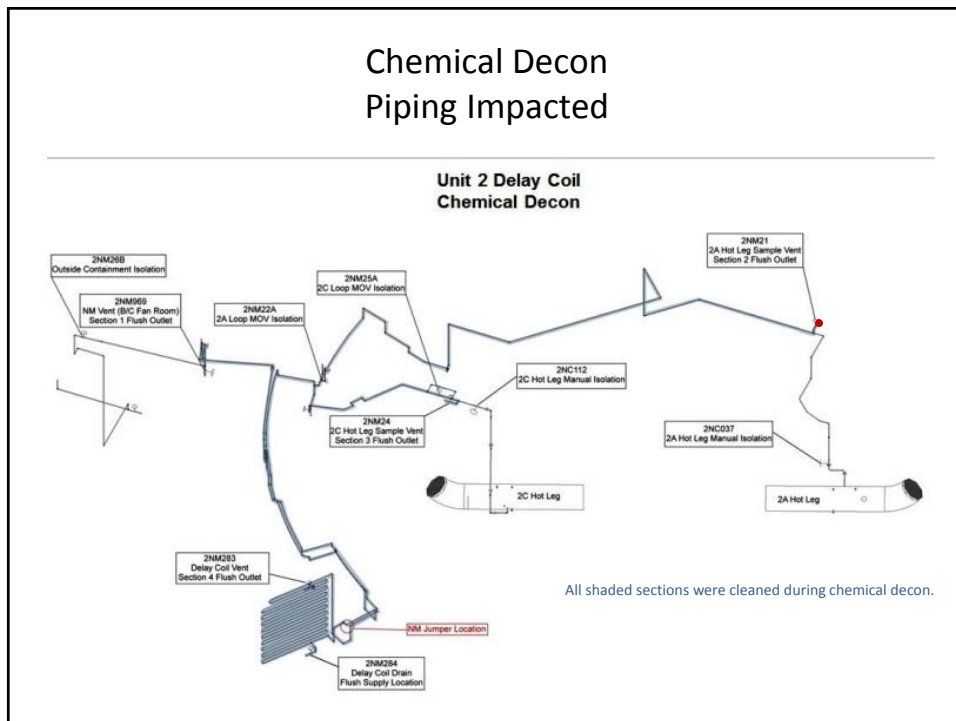 Chemical Decon
Piping Impacted
Unit 2 Delay Coil
Chemical Decon
2NM26B
Outside Containment Isolation
2NM969
NM Vent (B/C Fan Room)
Section 1 Flush Outlet
2NM22A
2A Loop MOV Isolation
2NM25A
2C Loop MOV Isolation
2NM21
2A Hot Leg Sample Vent
Section 2 Flush Outlet
2NC112
2C Hot Leg Manual Isolation
2NM24
2C Hot Leg Sample Vent
Section 3 Flush Outlet
2NC037
2A Hot Leg Manual Isolation
2C Hot Leg
2A Hot Leg
2NM283
Delay Coil Vent
Section 4 Flush Outlet
All shaded sections were cleaned during chemical decon.
NM Jumper Location
2NM284
Delay Coil Drain
Flush Supply Location